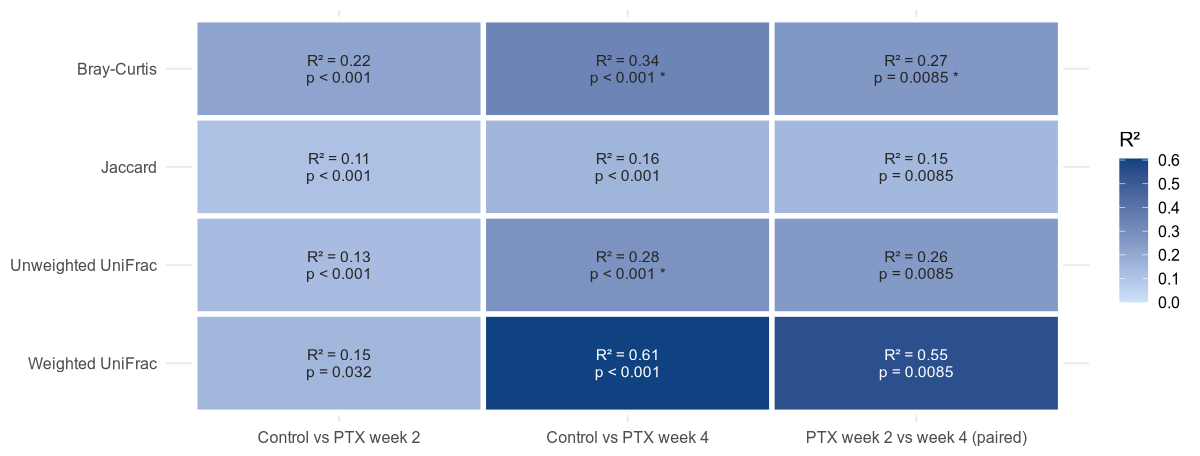 Bray-Curtis
R² = 0.22
p < 0.001
R² = 0.34
p < 0.001 *
R² = 0.27
p = 0.0085 *
Jaccard
R² = 0.11
p < 0.001
R² = 0.16
p < 0.001
R² = 0.15
p = 0.0085
Unweighted UniFrac
R² = 0.13
p < 0.001
R² = 0.28
p < 0.001 *
R² = 0.26
p = 0.0085
Weighted UniFrac
R² = 0.15
p = 0.032
R² = 0.61
p < 0.001
R² = 0.55
p = 0.0085
Control vs PTX week 2
Control vs PTX week 4
PTX week 2 vs week 4 (paired)
R²
0.6
0.5
0.4
0.3
0.2
0.1
0.0